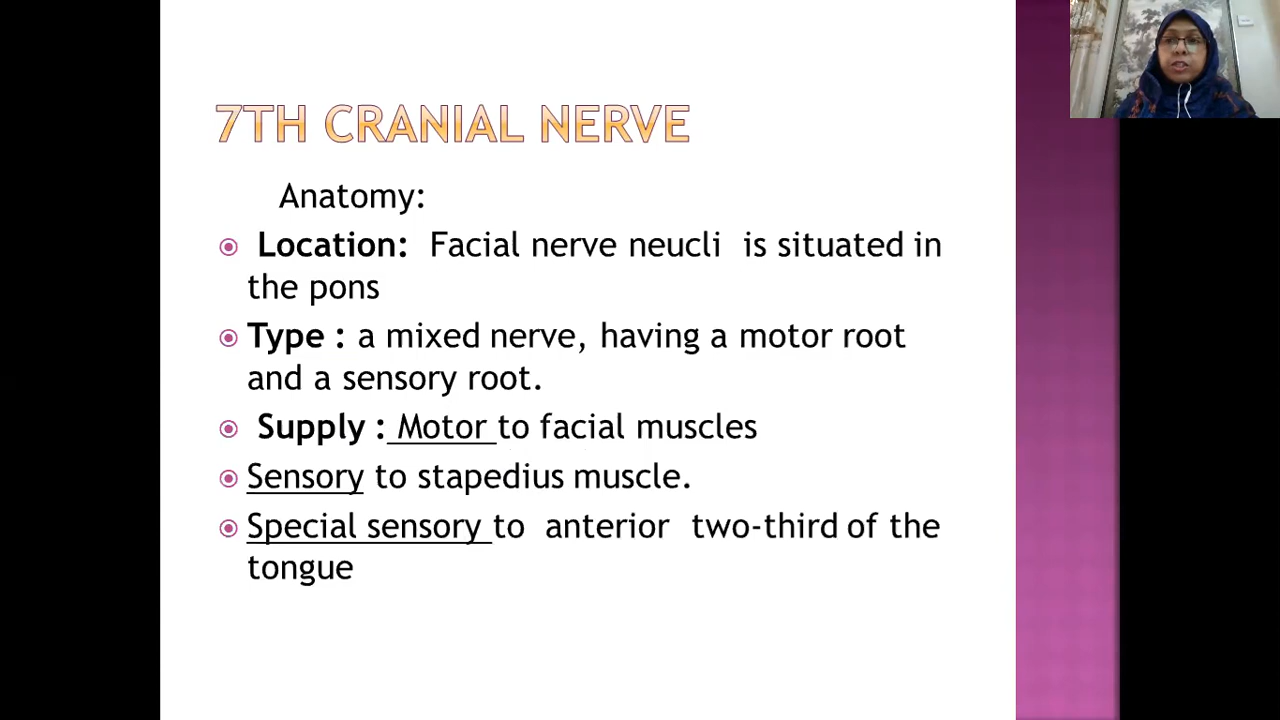 7TH CRANIAL NERVE
Anatomy:
Location: Facial nerve neucli is situated in
the pons
Type : a mixed nerve, having a motor root
and a sensory root.
Supply : Motor to facial muscles
Sensory to stapedius muscle.
Special sensory to anterior two-third of the
tongue